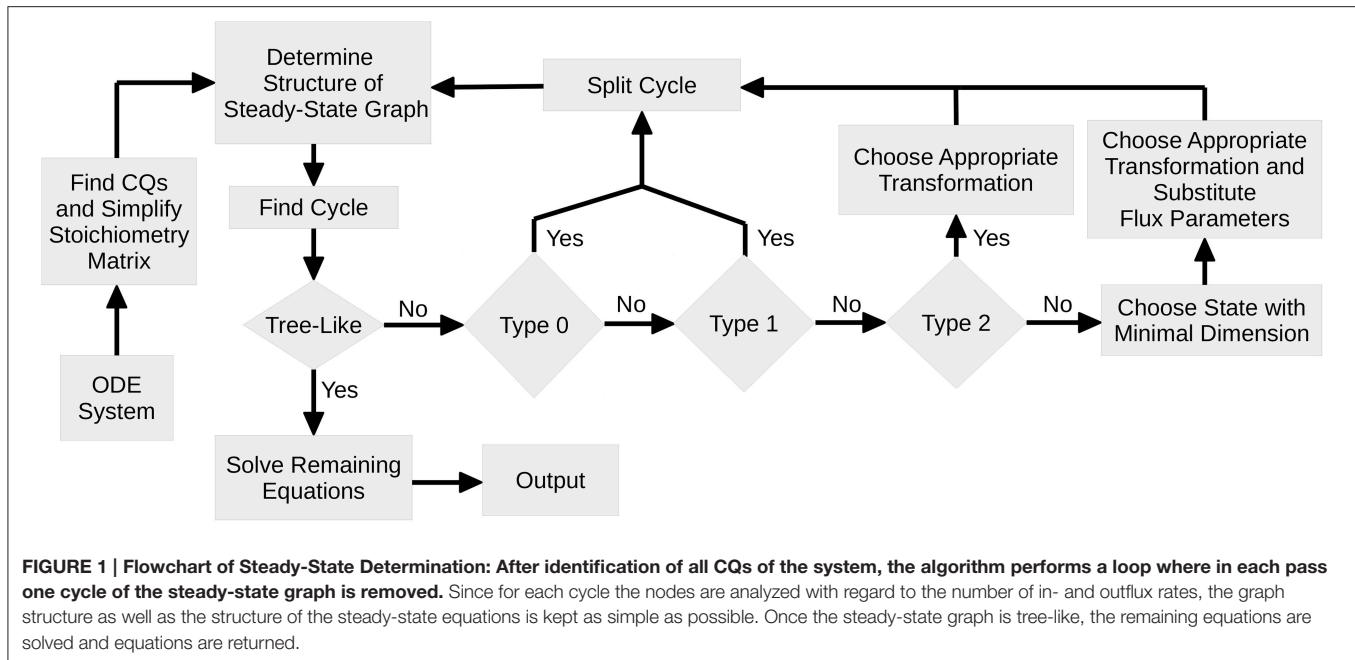 Determine
Structure of
Steady-State Graph
Split Cycle
Find CQs
and Simplify
Stoichiometry
Matrix
Find Cycle
Choose Appropriate
Transformation
Choose Appropriate
Transformation and
Substitute
Flux Parameters
Yes
Yes
Yes
Tree-Like
No
Type 0
No
Type 1
No
Type 2
No
Choose State with
Minimal Dimension
ODE
System
Yes
Solve Remaining
Equations
Output
FIGURE 1 | Flowchart of Steady-State Determination: After identification of all CQs of the system, the algorithm performs a loop where in each pass
one cycle of the steady-state graph is removed. Since for each cycle the nodes are analyzed with regard to the number of in- and outflux rates, the graph
structure as well as the structure of the steady-state equations is kept as simple as possible. Once the steady-state graph is tree-like, the remaining equations are
solved and equations are returned.